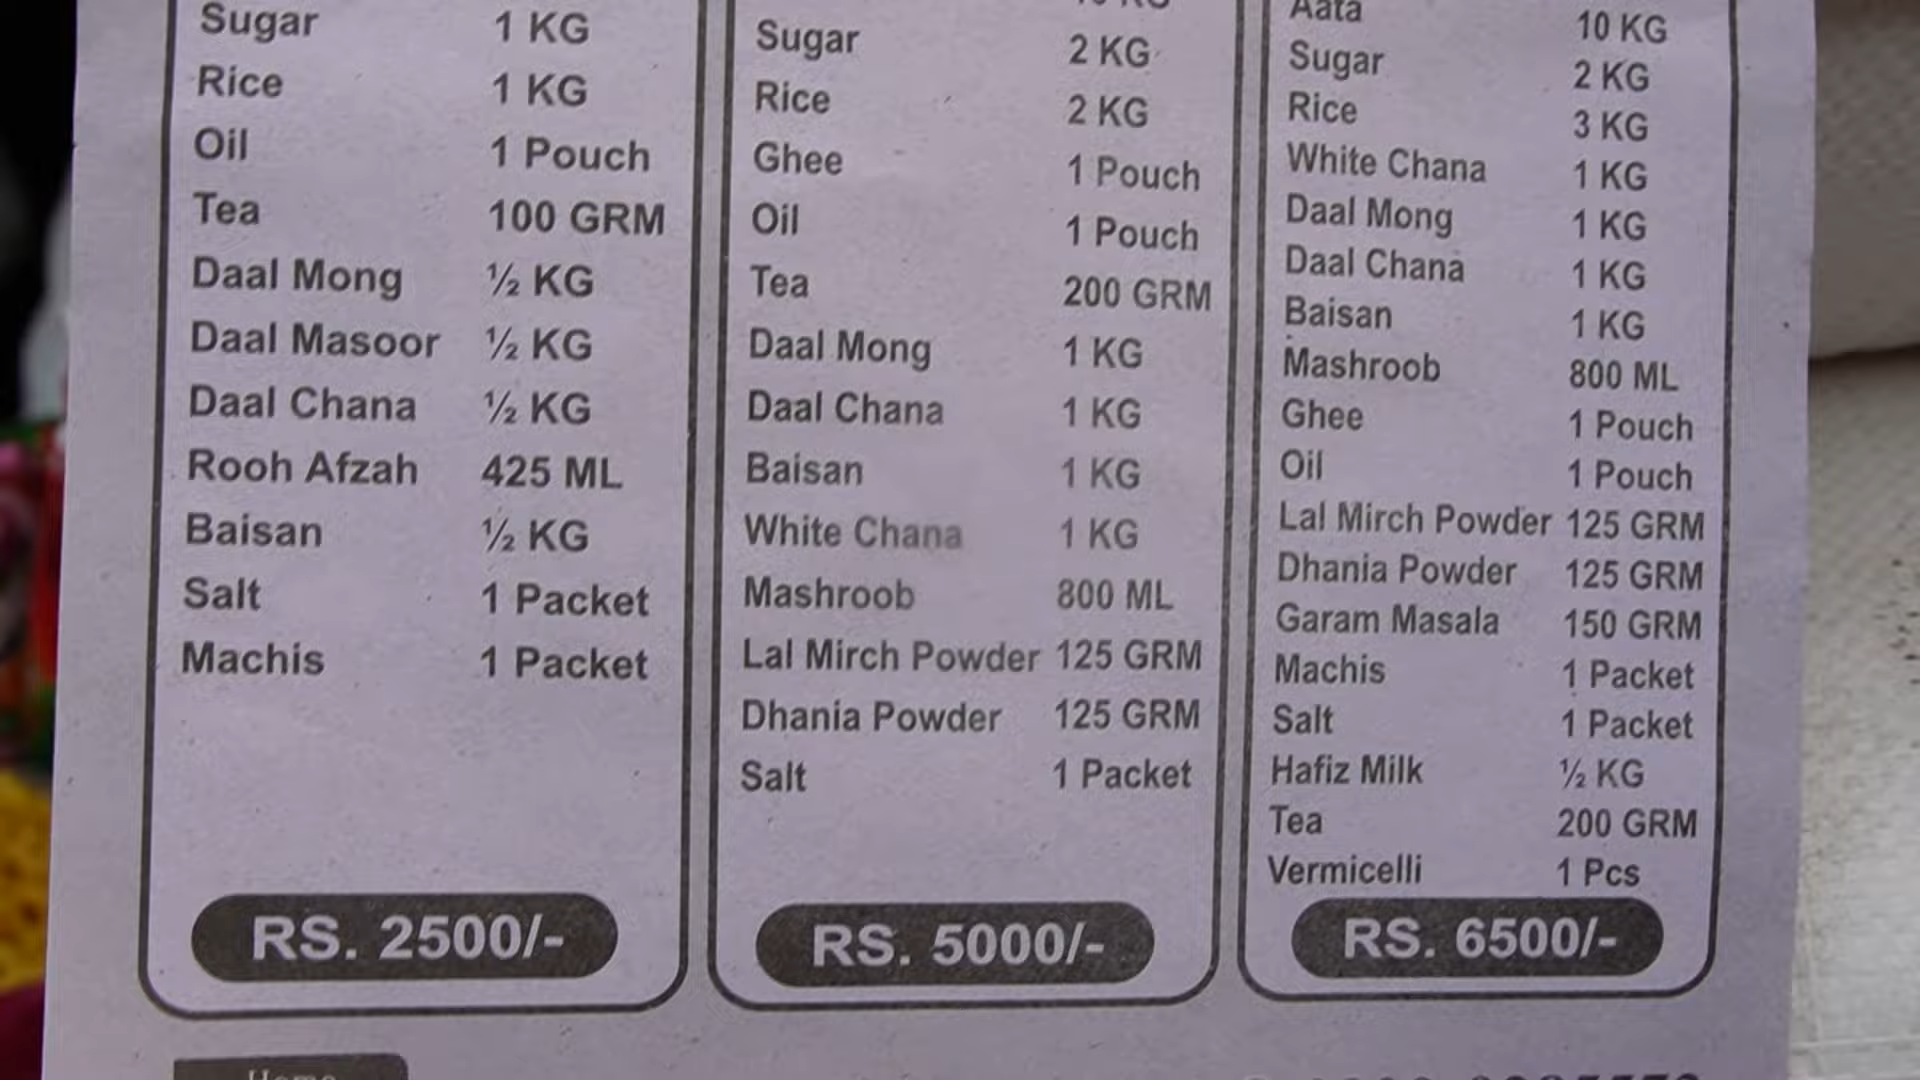 Sugar 1 KG
Rice 1 KG
Oil 1 Pouch
Tea 100 GRM
Daal Mong ½ KG
Daal Masoor ½ KG
Daal Chana ½ KG
Rooh Afzah 425 ML
Baisan ½ KG
Salt 1 Packet
Machis 1 Packet
RS. 2500/-
KG
Sugar 2 KG
Rice 2 KG
Ghee 1 Pouch
Oil 1 Pouch
Tea 200 GRM
Daal Mong 1 KG
Daal Chana 1 KG
Baisan 1 KG
White Chana 1 KG
Mashroob 800 ML
Lal Mirch Powder 125 GRM
Dhania Powder 125 GRM
Salt 1 Packet
RS. 5000/-
Aata 10 KG
Sugar 2 KG
Rice 3 KG
White Chana 1 KG
Daal Mong 1 KG
Daal Chana 1 KG
Baisan 1 KG
Mashroob 800 ML
Ghee 1 Pouch
Oil 1 Pouch
Lal Mirch Powder 125 GRM
Dhania Powder 125 GRM
Garam Masala 150 GRM
Machis 1 Packet
Salt 1 Packet
Hafiz Milk ½ KG
Tea 200 GRM
Vermicelli 1 Pcs
RS. 6500/-
Home